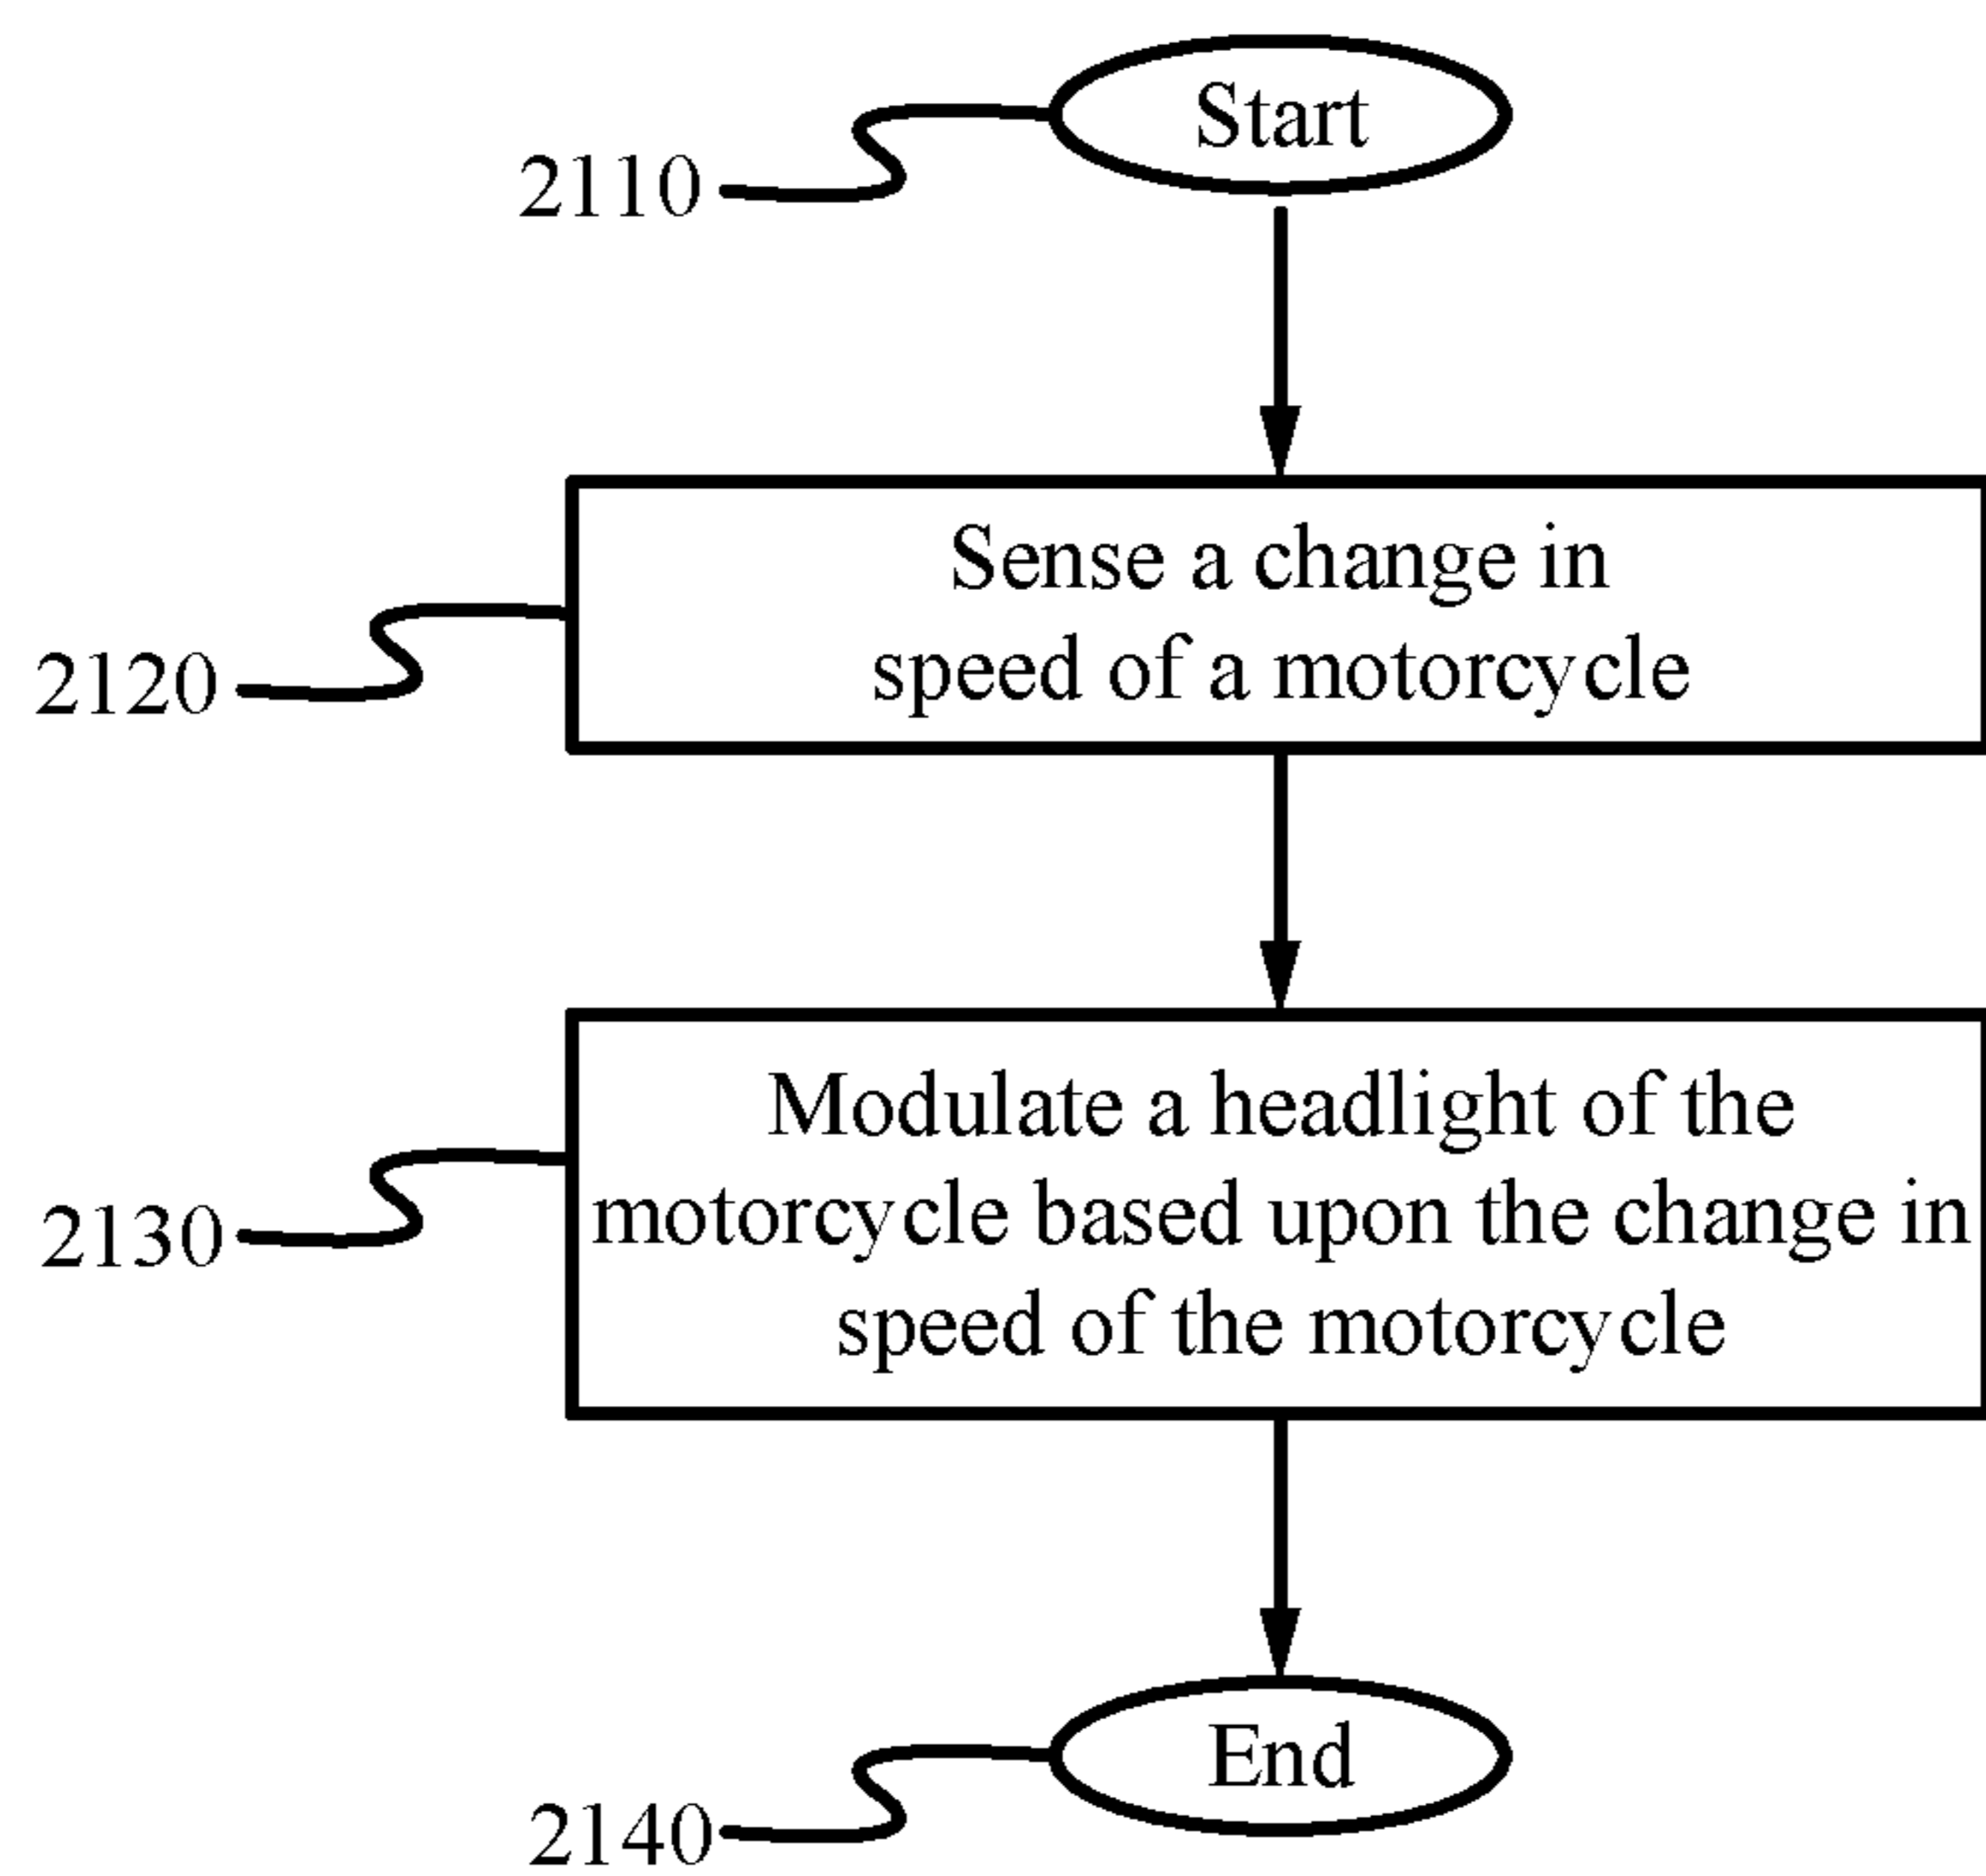 Start
2110
Sense a change in
speed of a motorcycle
2120
Modulate a headlight of the
motorcycle based upon the change in
speed of the motorcycle
2130
End
2140